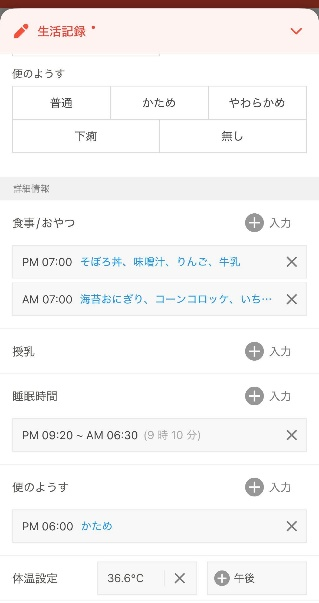 生活記録
便のようす
普通 かため やわらかめ
下痢 無し
詳細情報
食事/おやつ 入力
PM 07:00 そぼろ丼、味噌汁、りんご、牛乳
AM 07:00 海苔おにぎり、コーンコロッケ、いち…
授乳 入力
睡眠時間 入力
PM 09:20 ~ AM 06:30 (9 時 10 分)
便のようす 入力
PM 06:00 かため
体温設定 36.6°C 午後